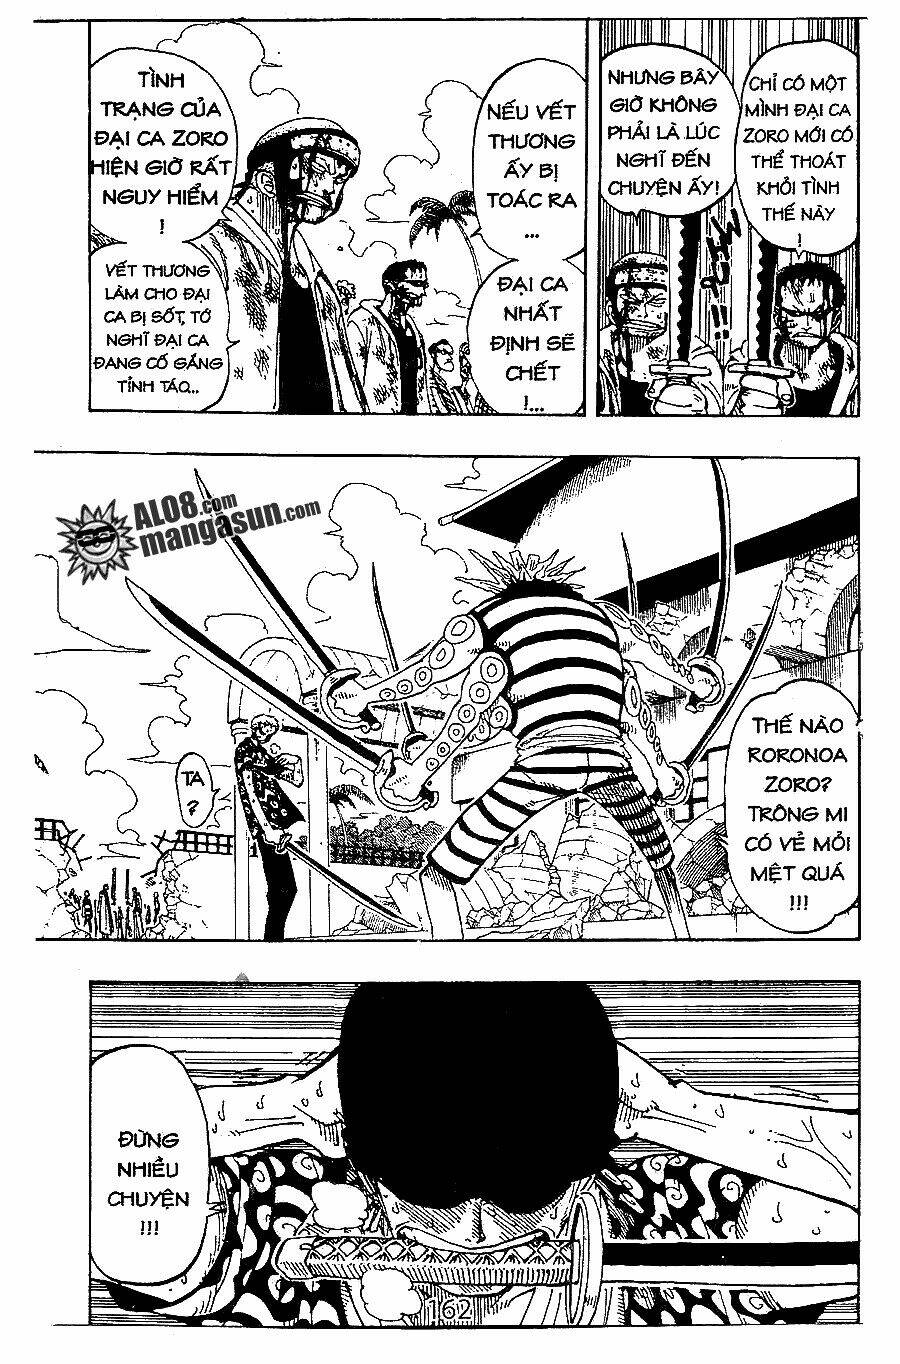 CHỈ CÓ MỘT
MÌNH ĐẠI CA
ZORO MỚI CÓ
THỂ THOÁT
KHỎI TÌNH
THẾ NÀY
!
NHƯNG BÂY
GIỜ KHÔNG
PHẢI LÀ LÚC
NGHĨ ĐẾN
CHUYỆN ẤY!
NẾU VẾT
THƯƠNG
ẤY BỊ
TOÁC RA
...
ĐẠI CA
NHẤT
ĐỊNH SẼ
CHẾT
!...
TÌNH
TRẠNG CỦA
ĐẠI CA ZORO
HIỆN GIỜ RẤT
NGUY HIỂM
!
VẾT THƯƠNG
LÀM CHO ĐẠI
CA BỊ SỐT, TỚ
NGHĨ ĐẠI CA
ĐANG CỐ GẮNG
TỈNH TÁO...
AL08.com
mangasun.com
THẾ NÀO
RORONOA
ZORO?
TRÔNG MI
CÓ VẺ MỎI
MỆT QUÁ
!!!
TA
?
ĐỪNG
NHIỀU
CHUYỆN
!!!
162